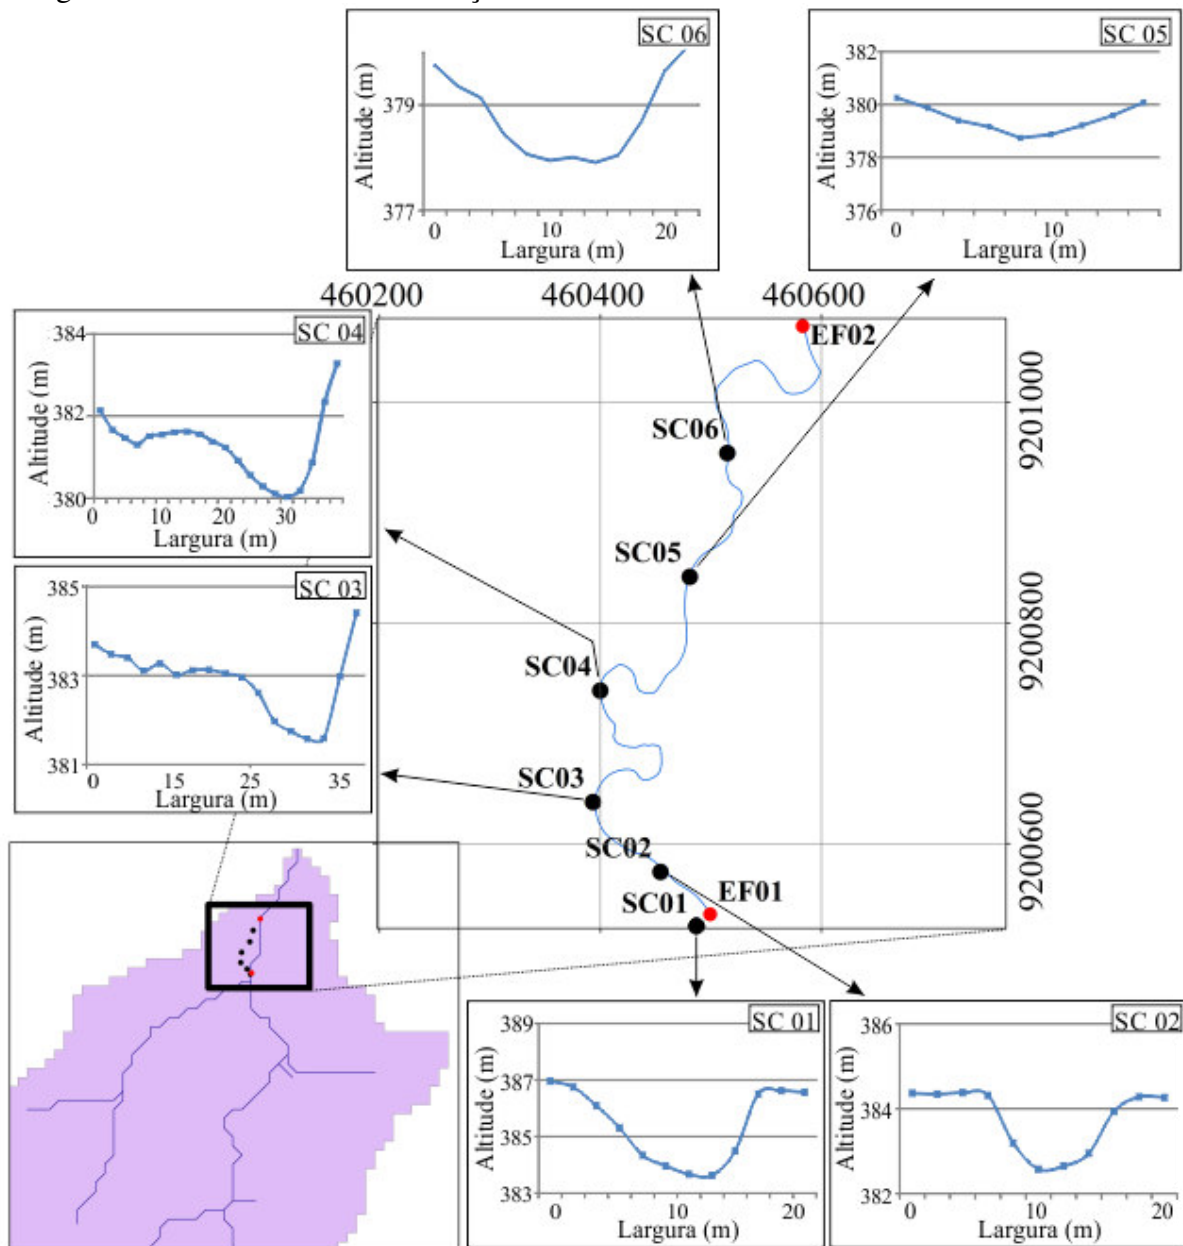 SC 06
379
377
Altitude (m)
0 10 20
Largura (m)
SC 05
382
380
378
376
Altitude (m)
0 10
Largura (m)
460200 460400 460600
SC 04
384
382
380
Altitude (m)
0 10 20 30
Largura (m)
SC 03
385
383
381
Altitude (m)
0 15 25 35
Largura (m)
EF02
SC06
SC05
SC04
SC03
SC02
SC01
EF01
9201000
9200800
9200600
SC 01
389
387
385
383
Altitude (m)
0 10 20
Largura (m)
SC 02
386
384
382
Altitude (m)
0 10 20
Largura (m)